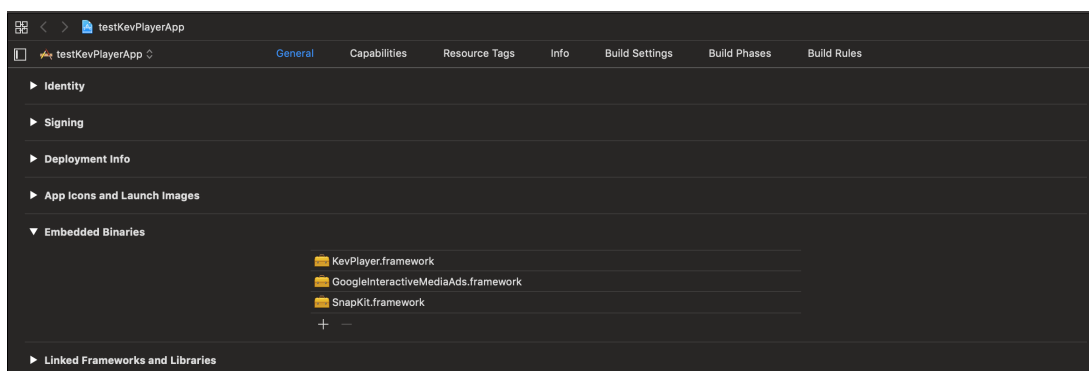 testKevPlayerApp
testKevPlayerApp General Capabilities Resource Tags Info Build Settings Build Phases Build Rules
Identity
Signing
Deployment Info
App Icons and Launch Images
Embedded Binaries
KevPlayer.framework
GoogleInteractiveMediaAds.framework
SnapKit.framework
Linked Frameworks and Libraries